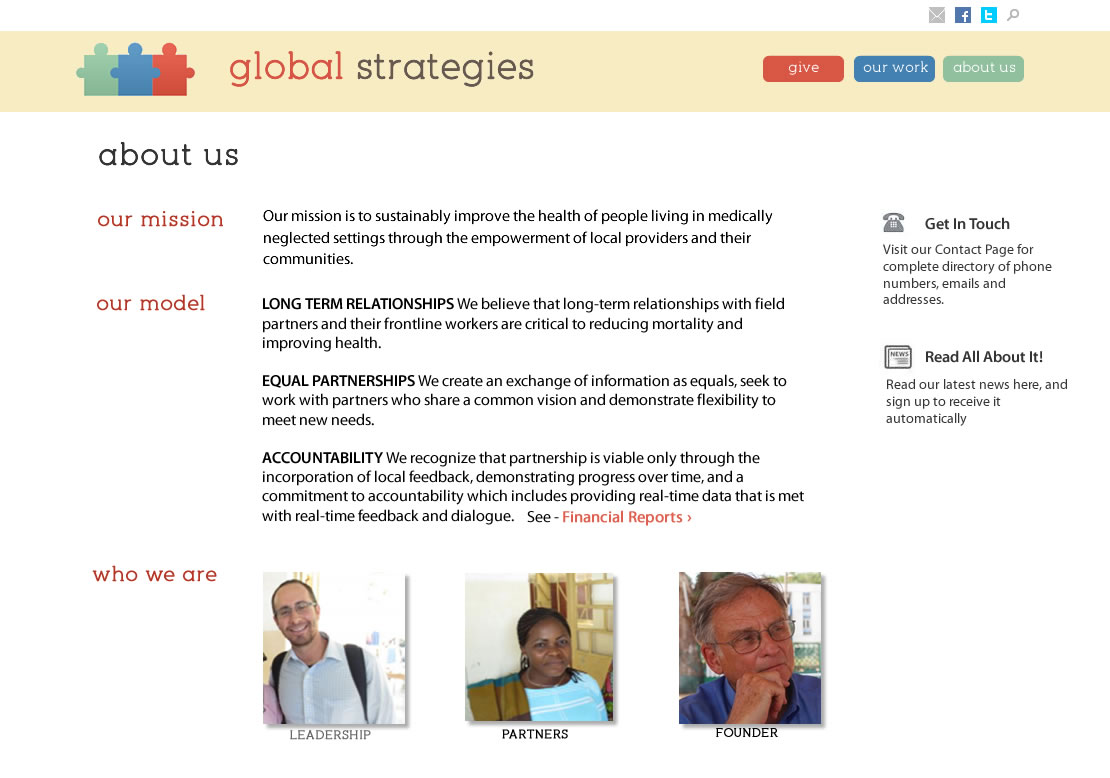 global strategies
give
our work
about us
about us
our mission
Our mission is to sustainably improve the health of people living in medically
neglected settings through the empowerment of local providers and their
communities.
our model
LONG TERM RELATIONSHIPS We believe that long-term relationships with field
partners and their frontline workers are critical to reducing mortality and
improving health.
EQUAL PARTNERSHIPS We create an exchange of information as equals, seek to
work with partners who share a common vision and demonstrate flexibility to
meet new needs.
ACCOUNTABILITY We recognize that partnership is viable only through the
incorporation of local feedback, demonstrating progress over time, and a
commitment to accountability which includes providing real-time data that is met
with real-time feedback and dialogue. See - Financial Reports ›
Get In Touch
Visit our Contact Page for
complete directory of phone
numbers, emails and
addresses.
NEWS
Read All About It!
Read our latest news here, and
sign up to receive it
automatically
who we are
LEADERSHIP
PARTNERS
FOUNDER